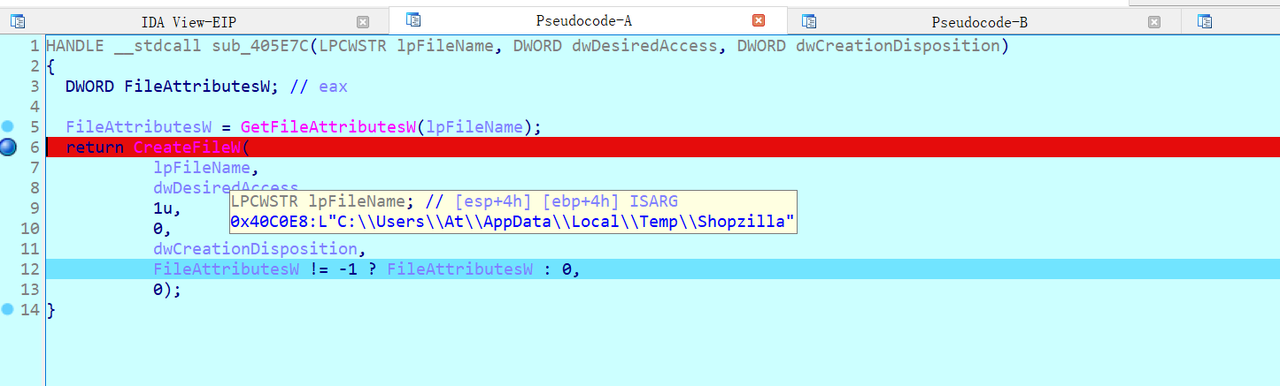 IDA View-EIP Pseudocode-A Pseudocode-B
1 HANDLE __stdcall sub_405E7C(LPCWSTR lpFileName, DWORD dwDesiredAccess, DWORD dwCreationDisposition)
2 {
3 DWORD FileAttributesW; // eax
4
5 FileAttributesW = GetFileAttributesW(lpFileName);
6 return CreateFileW(
7 lpFileName,
8 dwDesiredAccess
LPCWSTR lpFileName; // [esp+4h] [ebp+4h] ISARG
9 1u,
0x40C0E8:L"C:\\Users\\At\\AppData\\Local\\Temp\\Shopzilla"
10 0,
11 dwCreationDisposition,
12 FileAttributesW != -1 ? FileAttributesW : 0,
13 0);
14 }